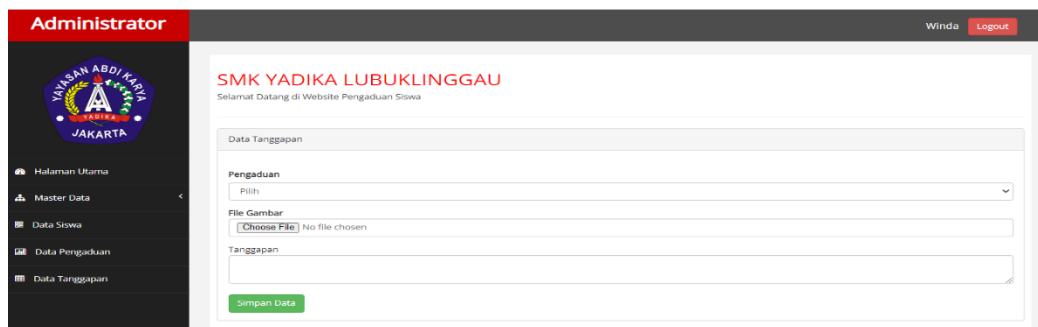 Administrator
Winda Logout
YAYASAN ABDI KARYA
YADIKA
JAKARTA
SMK YADIKA LUBUKLINGGAU
Selamat Datang di Website Pengaduan Siswa
Data Tanggapan
Halaman Utama
Master Data
Data Siswa
Data Pengaduan
Data Tanggapan
Pengaduan
Pilih
File Gambar
Choose File No file chosen
Tanggapan
Simpan Data